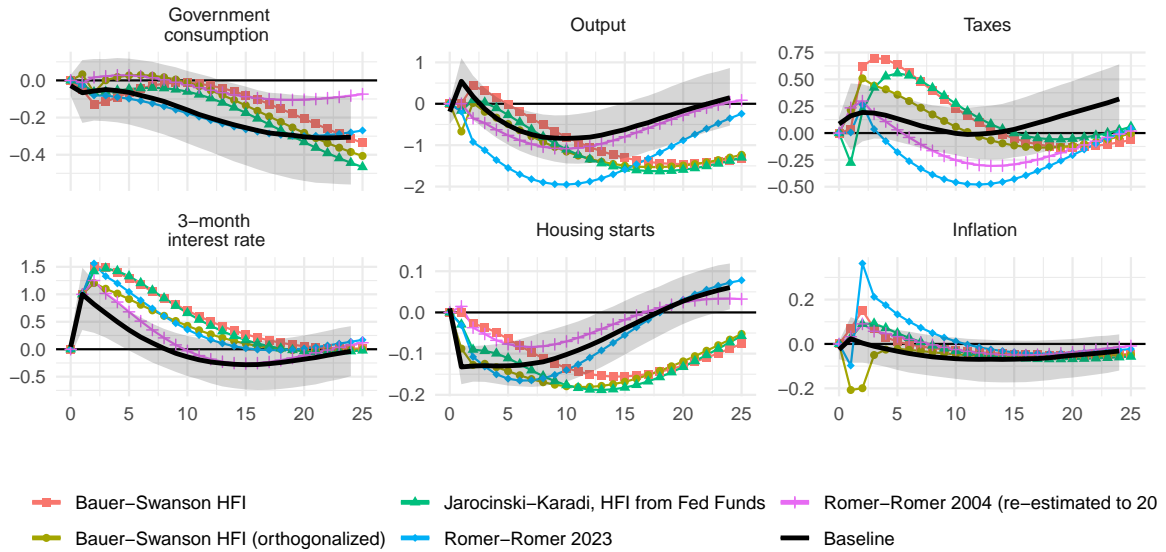 Government
consumption
Output
Taxes
0.0
−0.2
−0.4
1
0
−1
−2
0.75
0.50
0.25
0.00
−0.25
−0.50
3−month
interest rate
Housing starts
Inflation
1.5
1.0
0.5
0.0
−0.5
0.1
0.0
−0.1
−0.2
0.2
0.0
−0.2
0 5 10 15 20 25
0 5 10 15 20 25
0 5 10 15 20 25
Bauer−Swanson HFI
Jarocinski−Karadi, HFI from Fed Funds
Romer−Romer 2004 (re−estimated to 20
Bauer−Swanson HFI (orthogonalized)
Romer−Romer 2023
Baseline